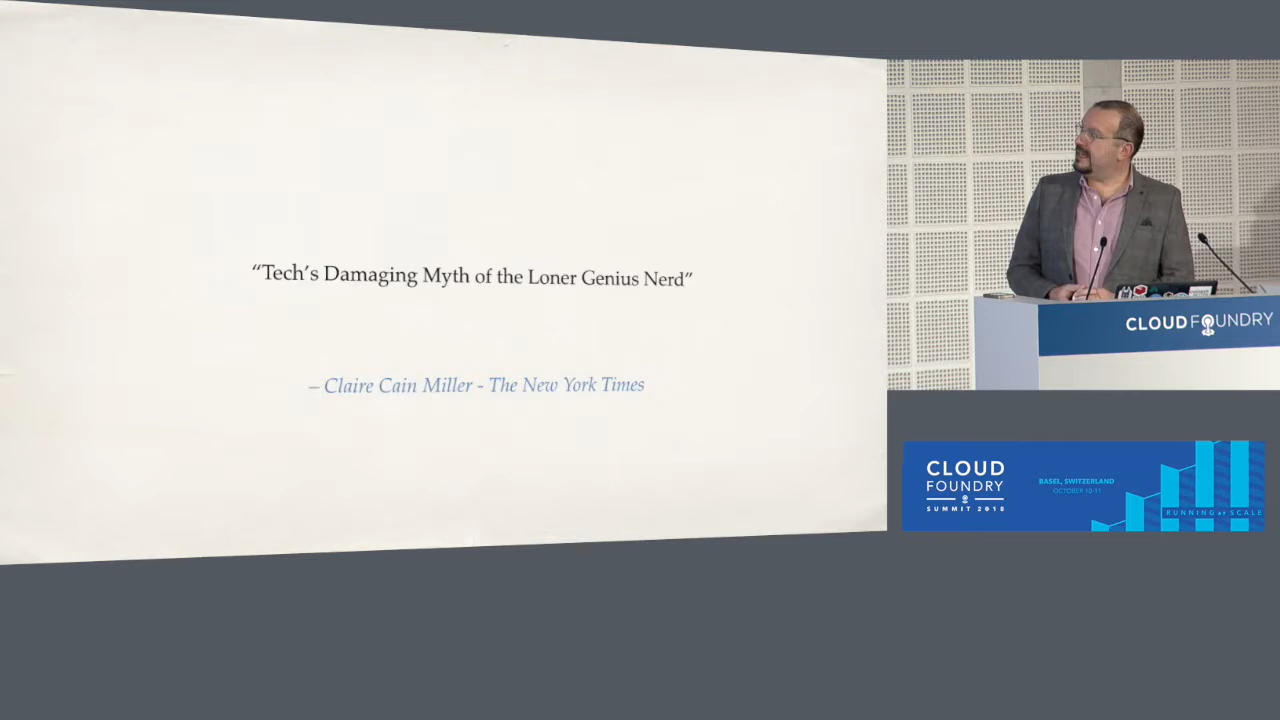 “Tech’s Damaging Myth of the Loner Genius Nerd”
– Claire Cain Miller - The New York Times
CLOUD FOUNDRY
CLOUD
FOUNDRY
SUMMIT 2018
BASEL, SWITZERLAND
OCTOBER 10-11
RUNNING AT SCALE